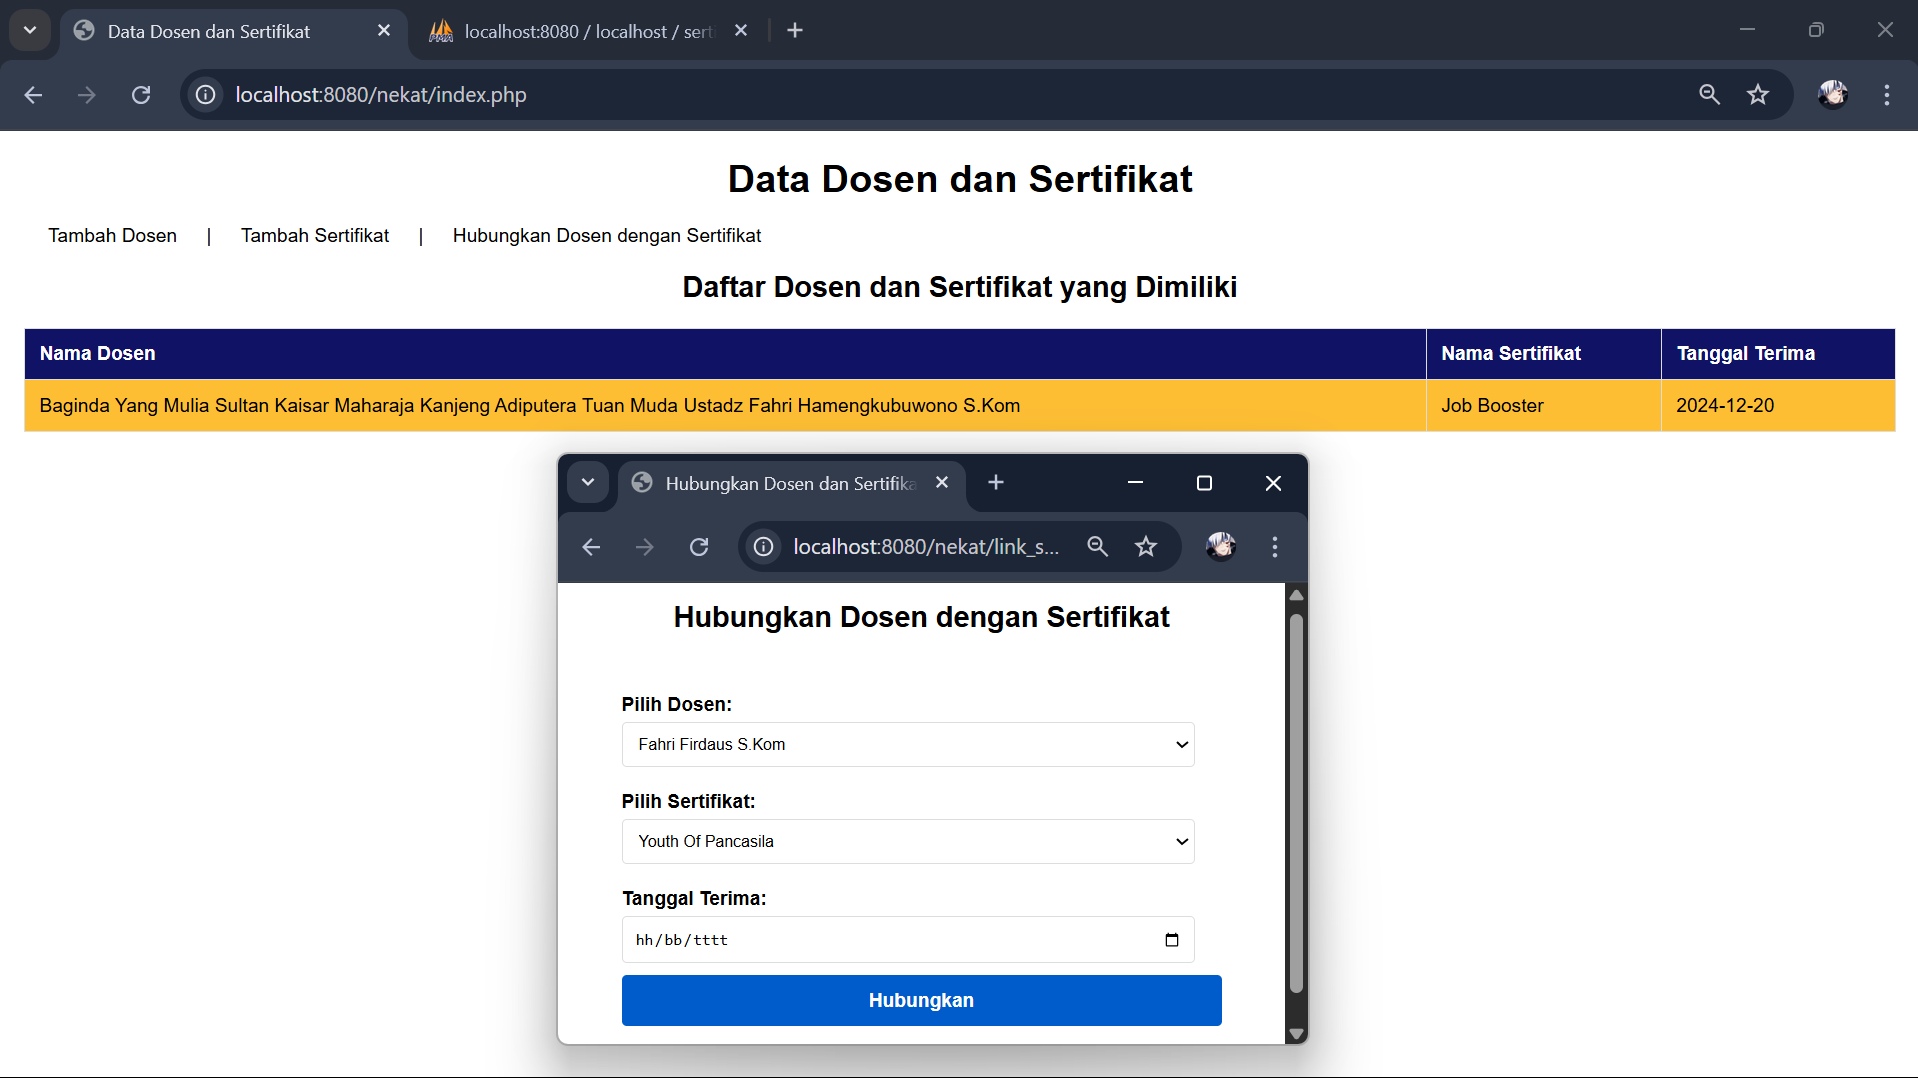 Data Dosen dan Sertifikat
localhost:8080 / localhost / sert
localhost:8080/nekat/index.php
Data Dosen dan Sertifikat
Tambah Dosen | Tambah Sertifikat | Hubungkan Dosen dengan Sertifikat
Daftar Dosen dan Sertifikat yang Dimiliki
Nama Dosen Nama Sertifikat Tanggal Terima
Baginda Yang Mulia Sultan Kaisar Maharaja Kanjeng Adiputera Tuan Muda Ustadz Fahri Hamengkubuwono S.Kom Job Booster 2024-12-20
Hubungkan Dosen dan Sertifika
localhost:8080/nekat/link_s...
Hubungkan Dosen dengan Sertifikat
Pilih Dosen:
Fahri Firdaus S.Kom
Pilih Sertifikat:
Youth Of Pancasila
Tanggal Terima:
hh/bb/tttt
Hubungkan